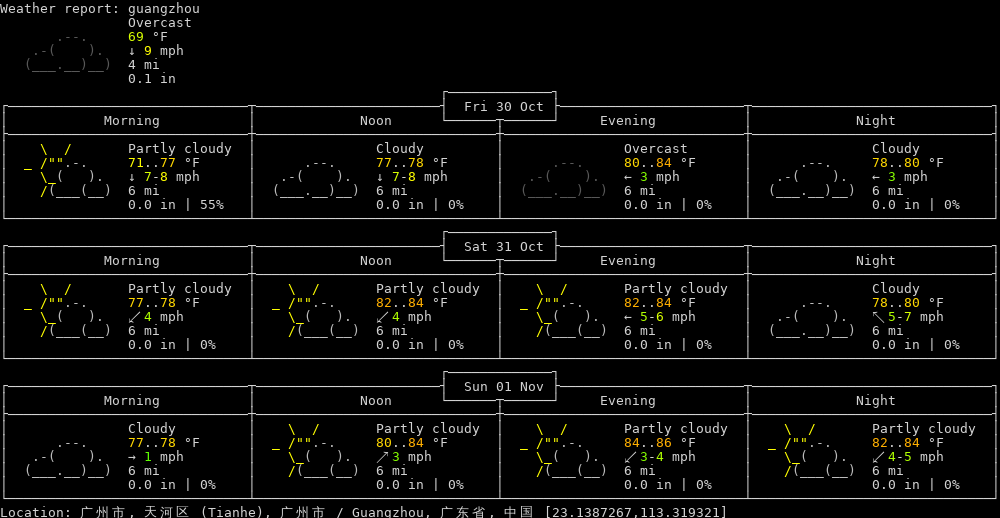 Weather report: guangzhou
Overcast
69 °F
↓ 9 mph
4 mi
0.1 in
Fri 30 Oct
Morning Noon Evening Night
Partly cloudy Cloudy Overcast Cloudy
71..77 °F 77..78 °F 80..84 °F 78..80 °F
↓ 7-8 mph ↓ 7-8 mph ← 3 mph ← 3 mph
6 mi 6 mi 6 mi 6 mi
0.0 in | 55% 0.0 in | 0% 0.0 in | 0% 0.0 in | 0%
Sat 31 Oct
Morning Noon Evening Night
Partly cloudy Partly cloudy Partly cloudy Cloudy
77..78 °F 82..84 °F 82..84 °F 78..80 °F
↙ 4 mph ↙ 4 mph ← 5-6 mph ↖ 5-7 mph
6 mi 6 mi 6 mi 6 mi
0.0 in | 0% 0.0 in | 0% 0.0 in | 0% 0.0 in | 0%
Sun 01 Nov
Morning Noon Evening Night
Cloudy Partly cloudy Partly cloudy Partly cloudy
77..78 °F 80..84 °F 84..86 °F 82..84 °F
→ 1 mph ↗ 3 mph ↙ 3-4 mph ↙ 4-5 mph
6 mi 6 mi 6 mi 6 mi
0.0 in | 0% 0.0 in | 0% 0.0 in | 0% 0.0 in | 0%
Location: 广州市, 天河区 (Tianhe), 广州市 / Guangzhou, 广东省, 中国 [23.1387267,113.319321]